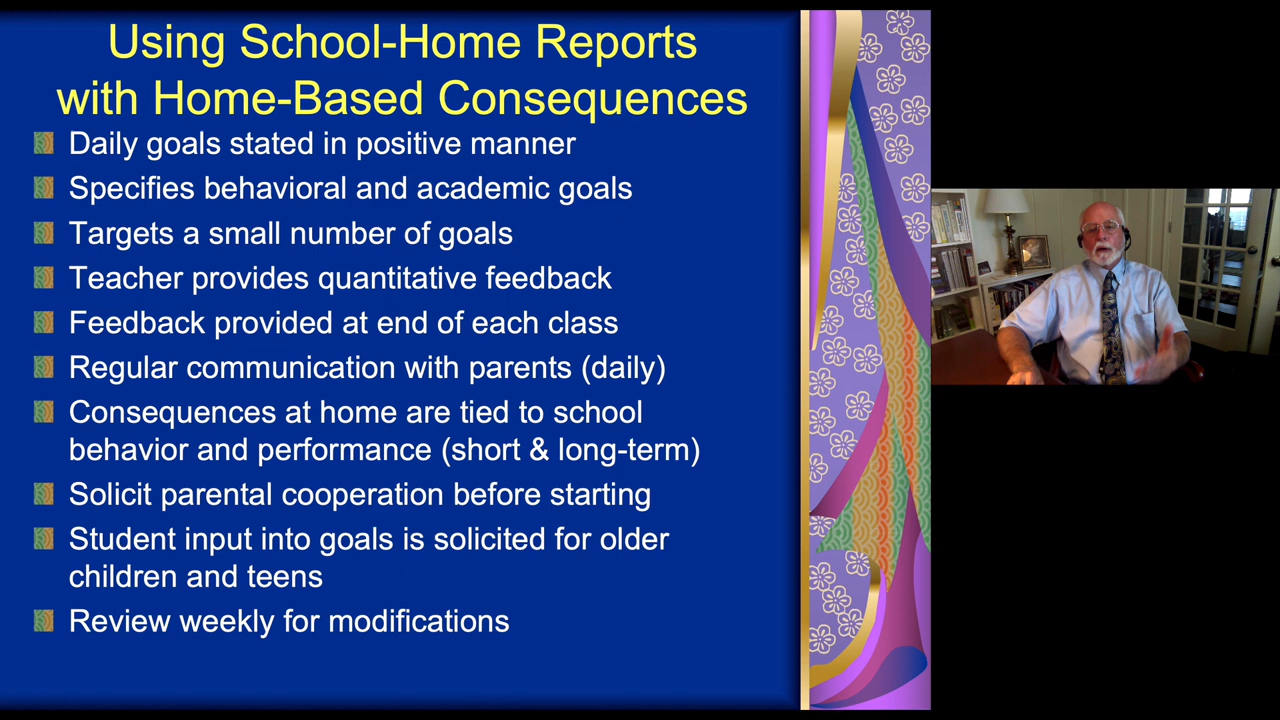 Using School-Home Reports
with Home-Based Consequences
Daily goals stated in positive manner
Specifies behavioral and academic goals
Targets a small number of goals
Teacher provides quantitative feedback
Feedback provided at end of each class
Regular communication with parents (daily)
Consequences at home are tied to school
behavior and performance (short & long-term)
Solicit parental cooperation before starting
Student input into goals is solicited for older
children and teens
Review weekly for modifications